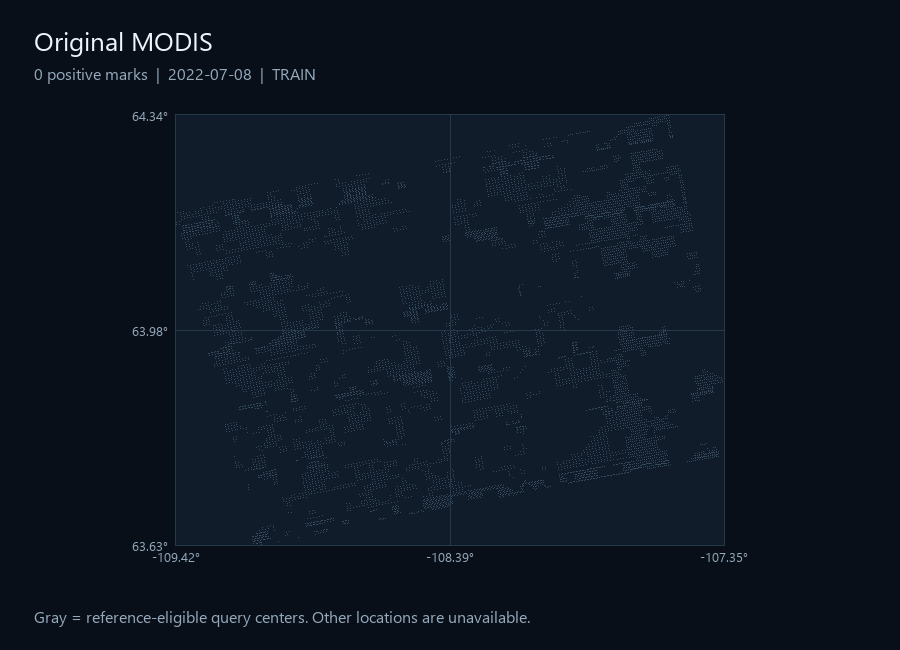 Original MODIS
0 positive marks | 2022-07-08 | TRAIN
64.34°
63.98°
63.63°
-109.42°
-108.39°
-107.35°
Gray = reference-eligible query centers. Other locations are unavailable.